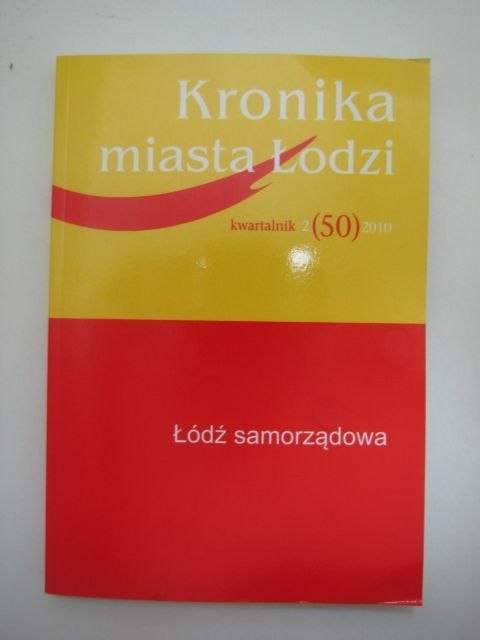 Kronika
miasta Łodzi
kwartalnik 2(50)2010
Łódź samorządowa